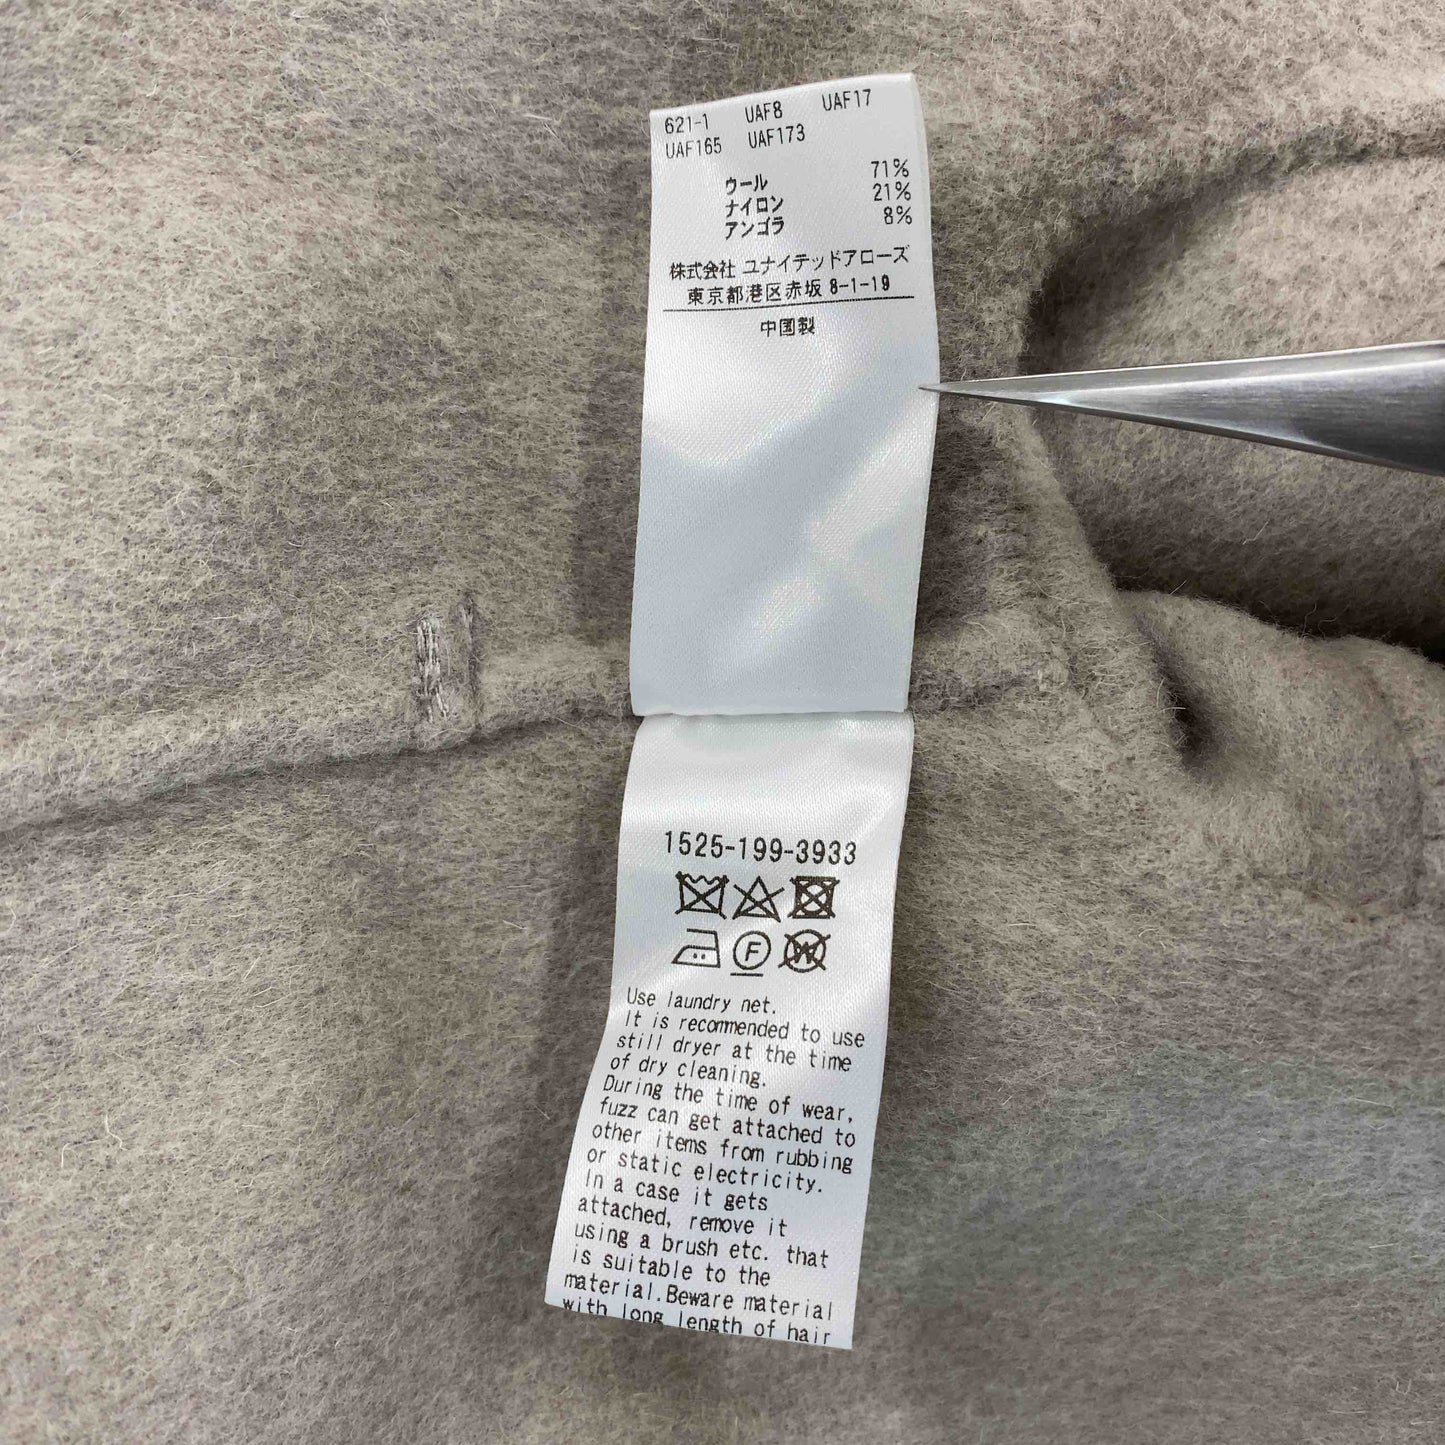 621-1 UAF8 UAF17
UAF165 UAF173
ウール 71%
ナイロン 21%
アンゴラ 8%
株式会社 ユナイテッドアローズ
東京都港区赤坂 8-1-19
中国製
1525-199-3933
F W
Use laundry net.
It is recommended to use
still dryer at the time
of dry cleaning.
During the time of wear,
fuzz can get attached to
other items from rubbing
or static electricity.
In a case it gets
attached, remove it
using a brush etc. that
is suitable to the
material.Beware material
with long length of hair